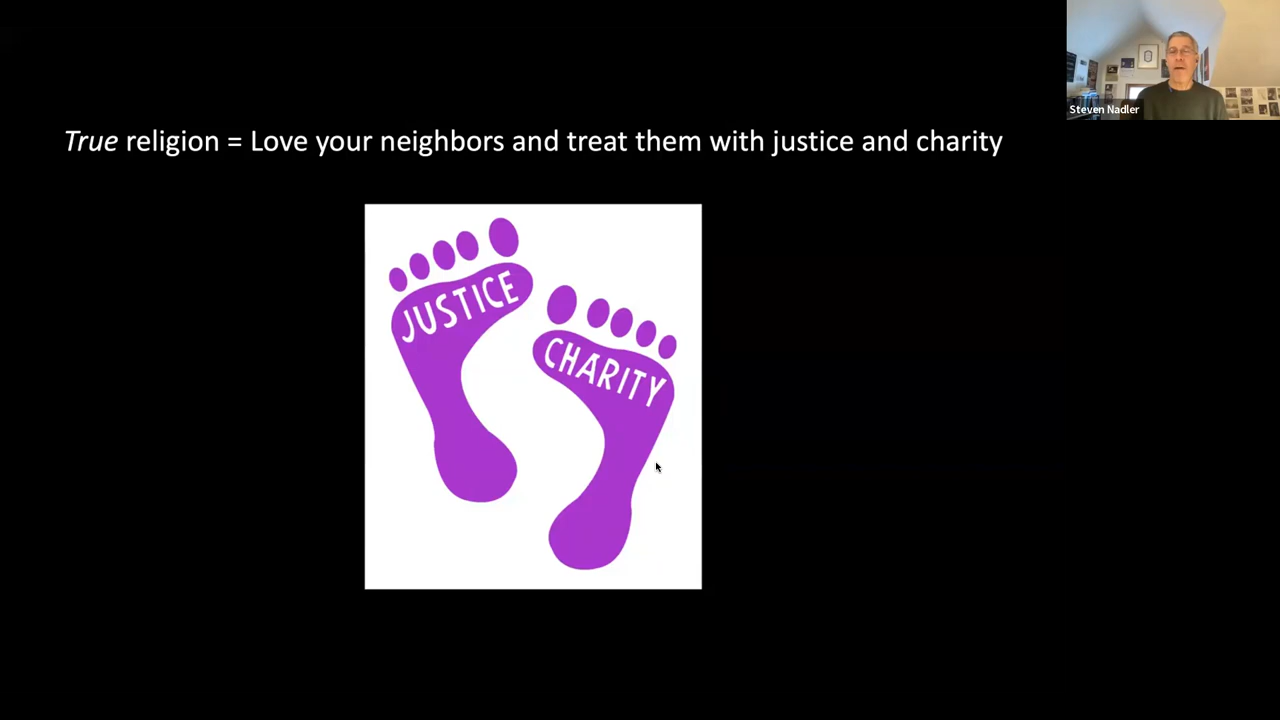 Steven Nadler
True religion = Love your neighbors and treat them with justice and charity
JUSTICE
CHARITY